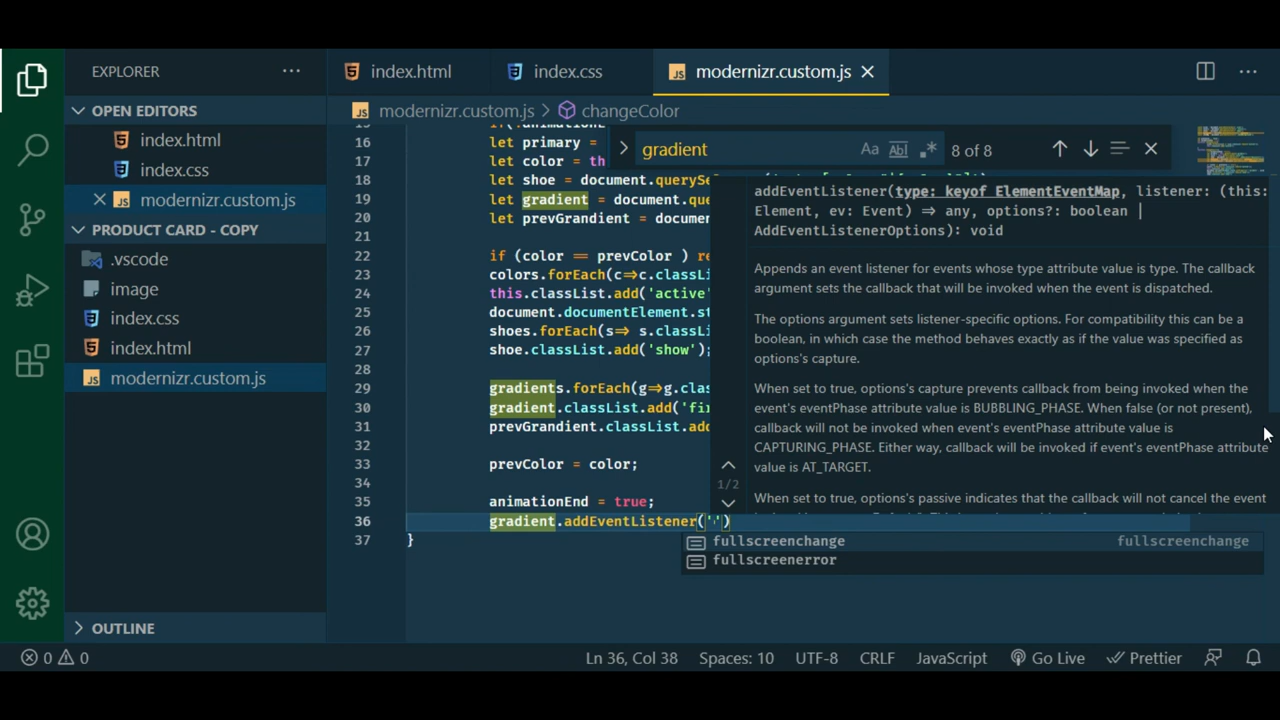 EXPLORER
index.html
index.css
modernizr.custom.js
OPEN EDITORS
index.html
index.css
modernizr.custom.js
PRODUCT CARD - COPY
.vscode
image
index.css
index.html
modernizr.custom.js
OUTLINE
modernizr.custom.js > changeColor
gradient
Aa Abl .* 8 of 8
16 let primary =
17 let color = th
18 let shoe = document.querySe
19 let gradient = document.que
20 let prevGrandient = documen
21
22 if (color == prevColor ) re
23 colors.forEach(c=>c.classLi
24 this.classList.add('active'
25 document.documentElement.st
26 shoes.forEach(s=> s.classLi
27 shoe.classList.add('show');
28
29 gradients.forEach(g=>g.clas
30 gradient.classList.add('fir
31 prevGrandient.classList.add
32
33 prevColor = color;
34
35 animationEnd = true;
36 gradient.addEventListener('')
37 }
addEventListener(type: keyof ElementEventMap, listener: (this:
Element, ev: Event) => any, options?: boolean |
AddEventListenerOptions): void
Appends an event listener for events whose type attribute value is type. The callback
argument sets the callback that will be invoked when the event is dispatched.
The options argument sets listener-specific options. For compatibility this can be a
boolean, in which case the method behaves exactly as if the value was specified as
options's capture.
When set to true, options's capture prevents callback from being invoked when the
event's eventPhase attribute value is BUBBLING_PHASE. When false (or not present),
callback will not be invoked when event's eventPhase attribute value is
CAPTURING_PHASE. Either way, callback will be invoked if event's eventPhase attribute
value is AT_TARGET.
1/2
When set to true, options's passive indicates that the callback will not cancel the event
fullscreenchange fullscreenchange
fullscreenerror
0 0 Ln 36, Col 38 Spaces: 10 UTF-8 CRLF JavaScript Go Live Prettier